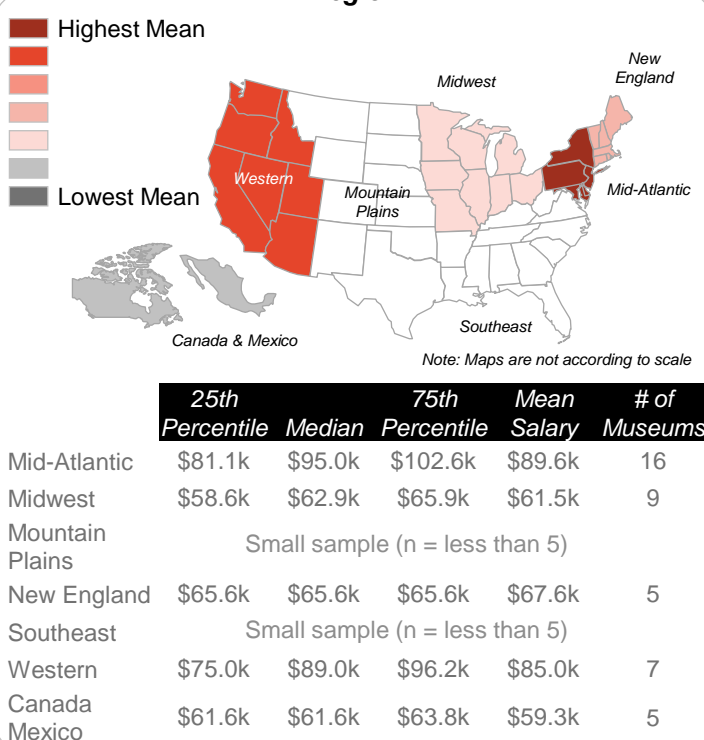 Highest Mean
Lowest Mean
New
England
Midwest
Western
Mountain
Plains
Mid-Atlantic
Canada & Mexico
Southeast
Note: Maps are not according to scale
25th Percentile Median 75th Percentile Mean Salary # of Museums
Mid-Atlantic $81.1k $95.0k $102.6k $89.6k 16
Midwest $58.6k $62.9k $65.9k $61.5k 9
Mountain
Plains Small sample (n = less than 5)
New England $65.6k $65.6k $65.6k $67.6k 5
Southeast Small sample (n = less than 5)
Western $75.0k $89.0k $96.2k $85.0k 7
Canada
Mexico $61.6k $61.6k $63.8k $59.3k 5